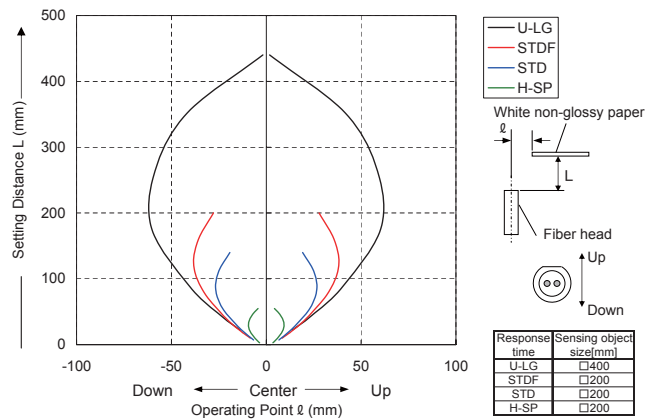 500
400
300
200
100
0
Setting Distance L (mm)
-100
-50
0
50
100
Down
Center
Up
Operating Point ℓ (mm)
U-LG
STDF
STD
H-SP
White non-glossy paper
ℓ
L
Fiber head
Up
Down
Response time Sensing object size[mm]
U-LG □400
STDF □200
STD □200
H-SP □200